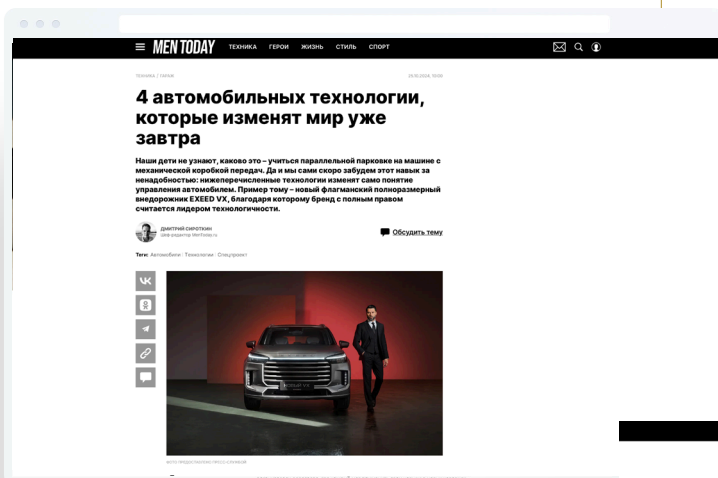 MEN TODAY
ТЕХНИКА ГЕРОИ ЖИЗНЬ СТИЛЬ СПОРТ
ТЕХНИКА / ГАРАЖ
4 автомобильных технологии,
которые изменят мир уже
завтра
Наши дети не узнают, каково это – учиться параллельной парковке на машине с
механической коробкой передач. Да и мы сами скоро забудем этот навык за
ненадобностью: нижеперечисленные технологии изменят само понятие
управления автомобилем. Пример тому – новый флагманский полноразмерный
внедорожник EXEED VX, благодаря которому бренд с полным правом
считается лидером технологичности.
ДМИТРИЙ СИРОТКИН
Обсудить тему
Теги: Автомобили Технологии Спецпроект